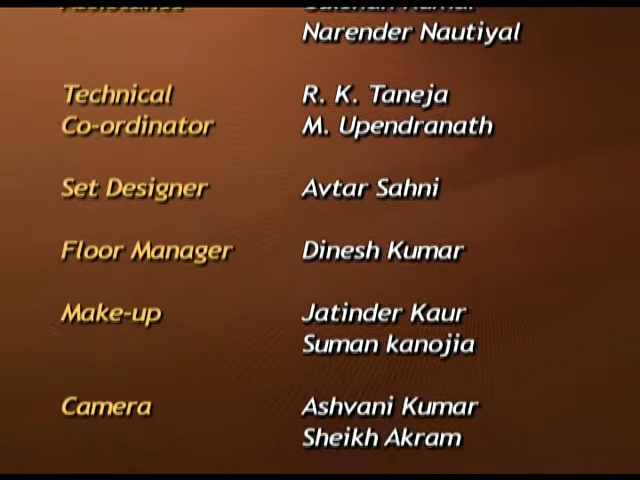 Narender Nautiyal
Technical R. K. Taneja
Co-ordinator M. Upendranath
Set Designer Avtar Sahni
Floor Manager Dinesh Kumar
Make-up Jatinder Kaur
Suman kanojia
Camera Ashvani Kumar
Sheikh Akram